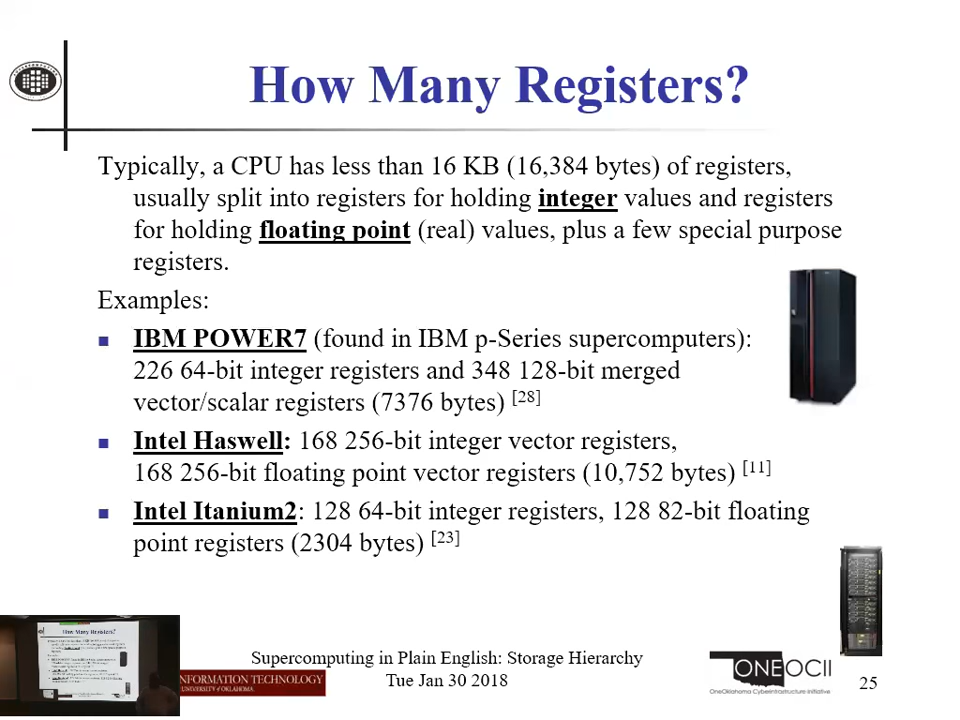 How Many Registers?
Typically, a CPU has less than 16 KB (16,384 bytes) of registers,
usually split into registers for holding integer values and registers
for holding floating point (real) values, plus a few special purpose
registers.
Examples:
IBM POWER7 (found in IBM p-Series supercomputers):
226 64-bit integer registers and 348 128-bit merged
vector/scalar registers (7376 bytes) [28]
Intel Haswell: 168 256-bit integer vector registers,
168 256-bit floating point vector registers (10,752 bytes) [11]
Intel Itanium2: 128 64-bit integer registers, 128 82-bit floating
point registers (2304 bytes) [23]
How Many Registers?
INFORMATION TECHNOLOGY
UNIVERSITY OF OKLAHOMA
Supercomputing in Plain English: Storage Hierarchy
Tue Jan 30 2018
ONEOCII
OneOklahoma Cyberinfrastructure Initiative
25